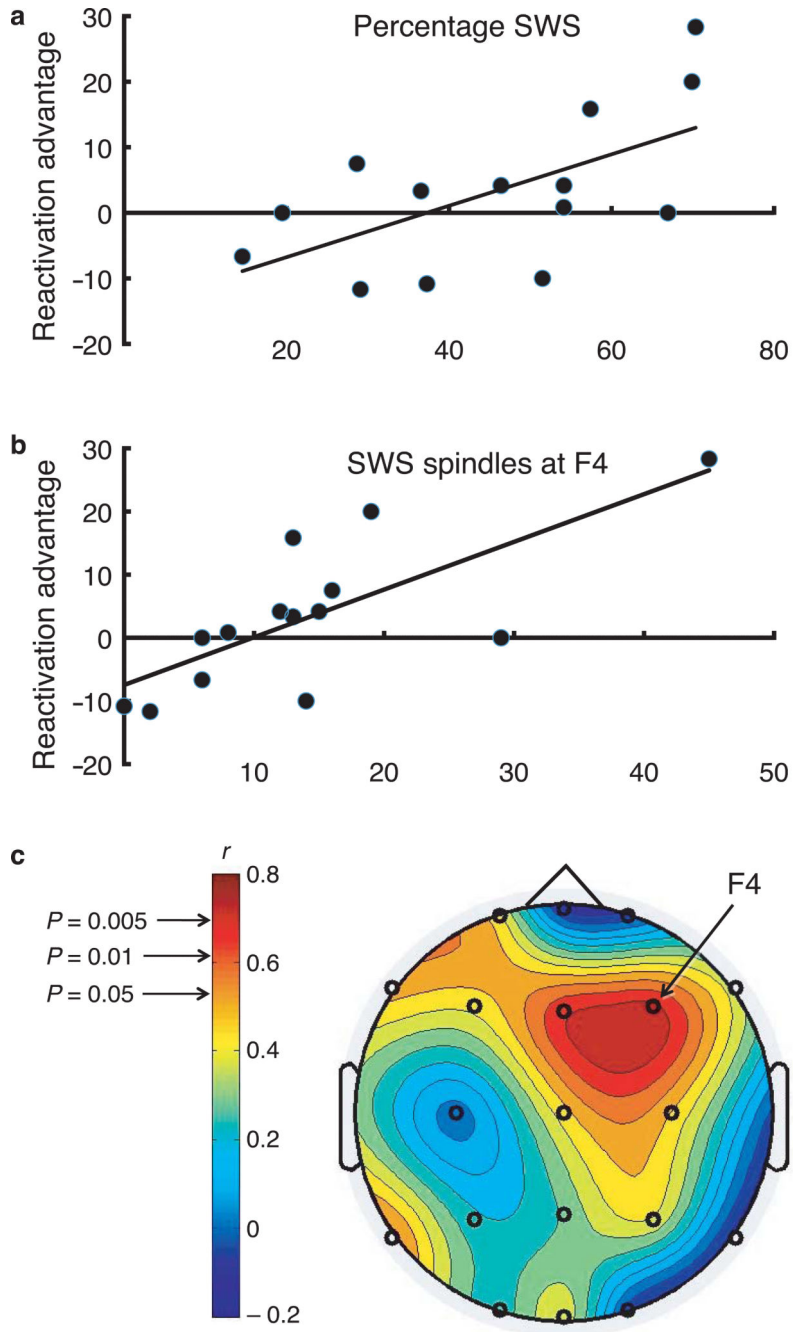 a
Percentage SWS
Reactivation advantage
30
20
10
0
−10
−20
20 40 60 80
b
SWS spindles at F4
Reactivation advantage
30
20
10
0
−10
−20
10 20 30 40 50
c
r
0.8
0.6
0.4
0.2
0
−0.2
P = 0.005
P = 0.01
P = 0.05
F4